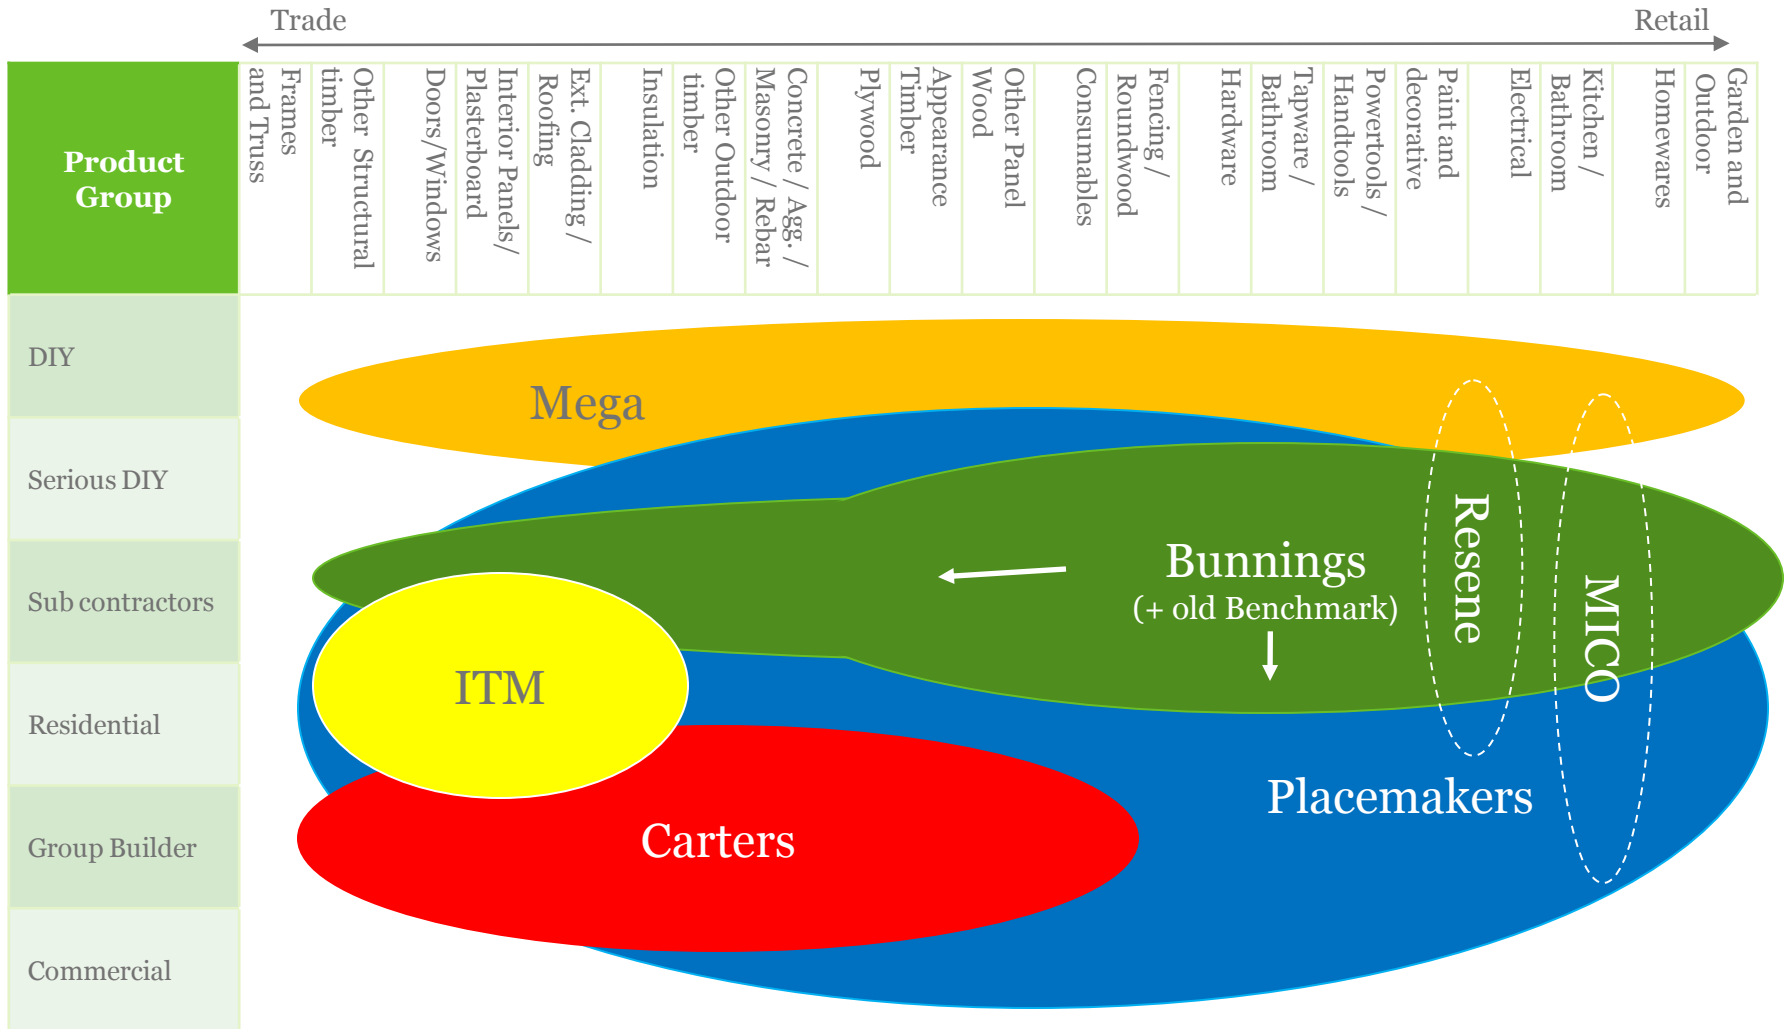 Trade
Retail
Product
Group
Frames
and Truss
Other Structural
timber
Doors/Windows
Interior Panels/
Plasterboard
Ext. Cladding /
Roofing
Insulation
Other Outdoor
timber
Concrete / Agg. /
Masonry / Rebar
Plywood
Appearance
Timber
Other Panel
Wood
Consumables
Fencing /
Roundwood
Hardware
Tapware /
Bathroom
Powertools /
Handtools
Paint and
decorative
Electrical
Kitchen /
Bathroom
Homewares
Garden and
Outdoor
DIY
Serious DIY
Sub contractors
Residential
Group Builder
Commercial
Mega
Bunnings
(+ old Benchmark)
Resene
MICO
ITM
Placemakers
Carters